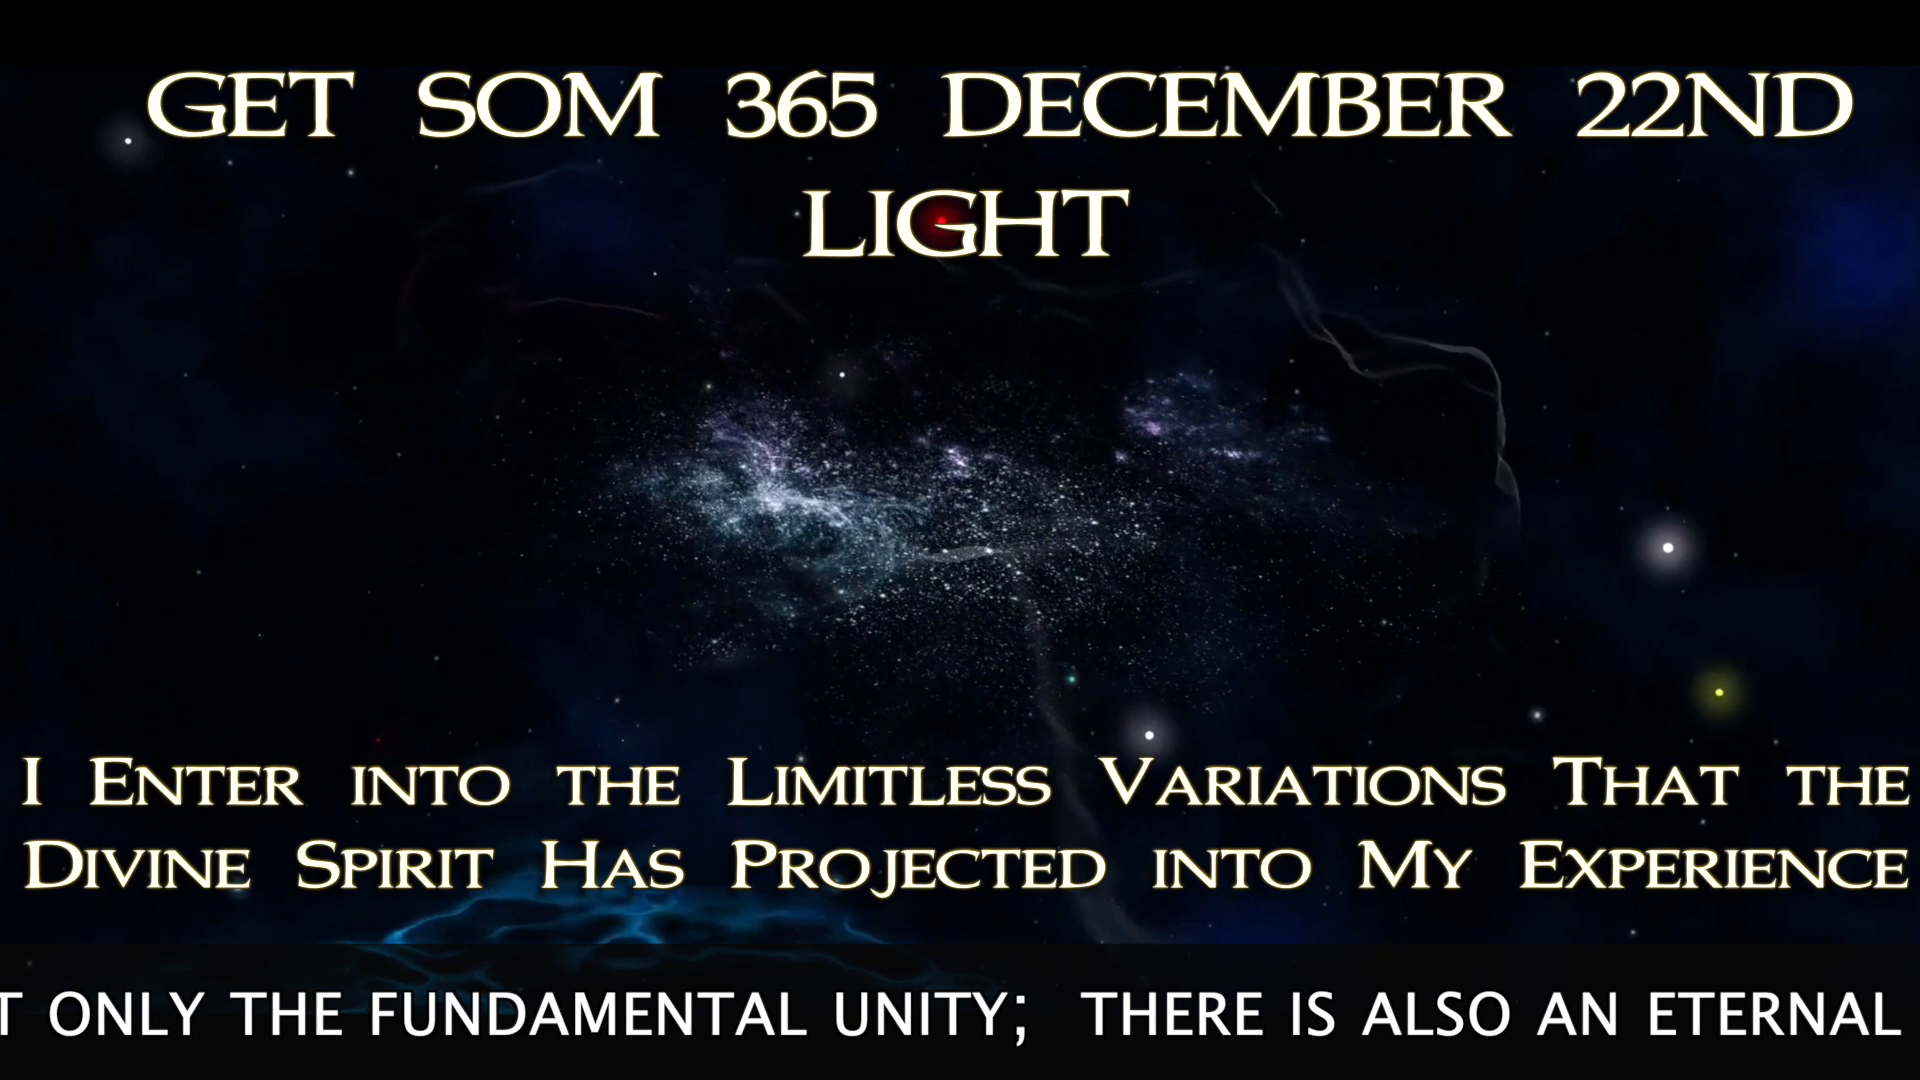 GET SOM 365 DECEMBER 22ND
LIGHT
I ENTER INTO THE LIMITLESS VARIATIONS THAT THE
DIVINE SPIRIT HAS PROJECTED INTO MY EXPERIENCE
T ONLY THE FUNDAMENTAL UNITY; THERE IS ALSO AN ETERNAL